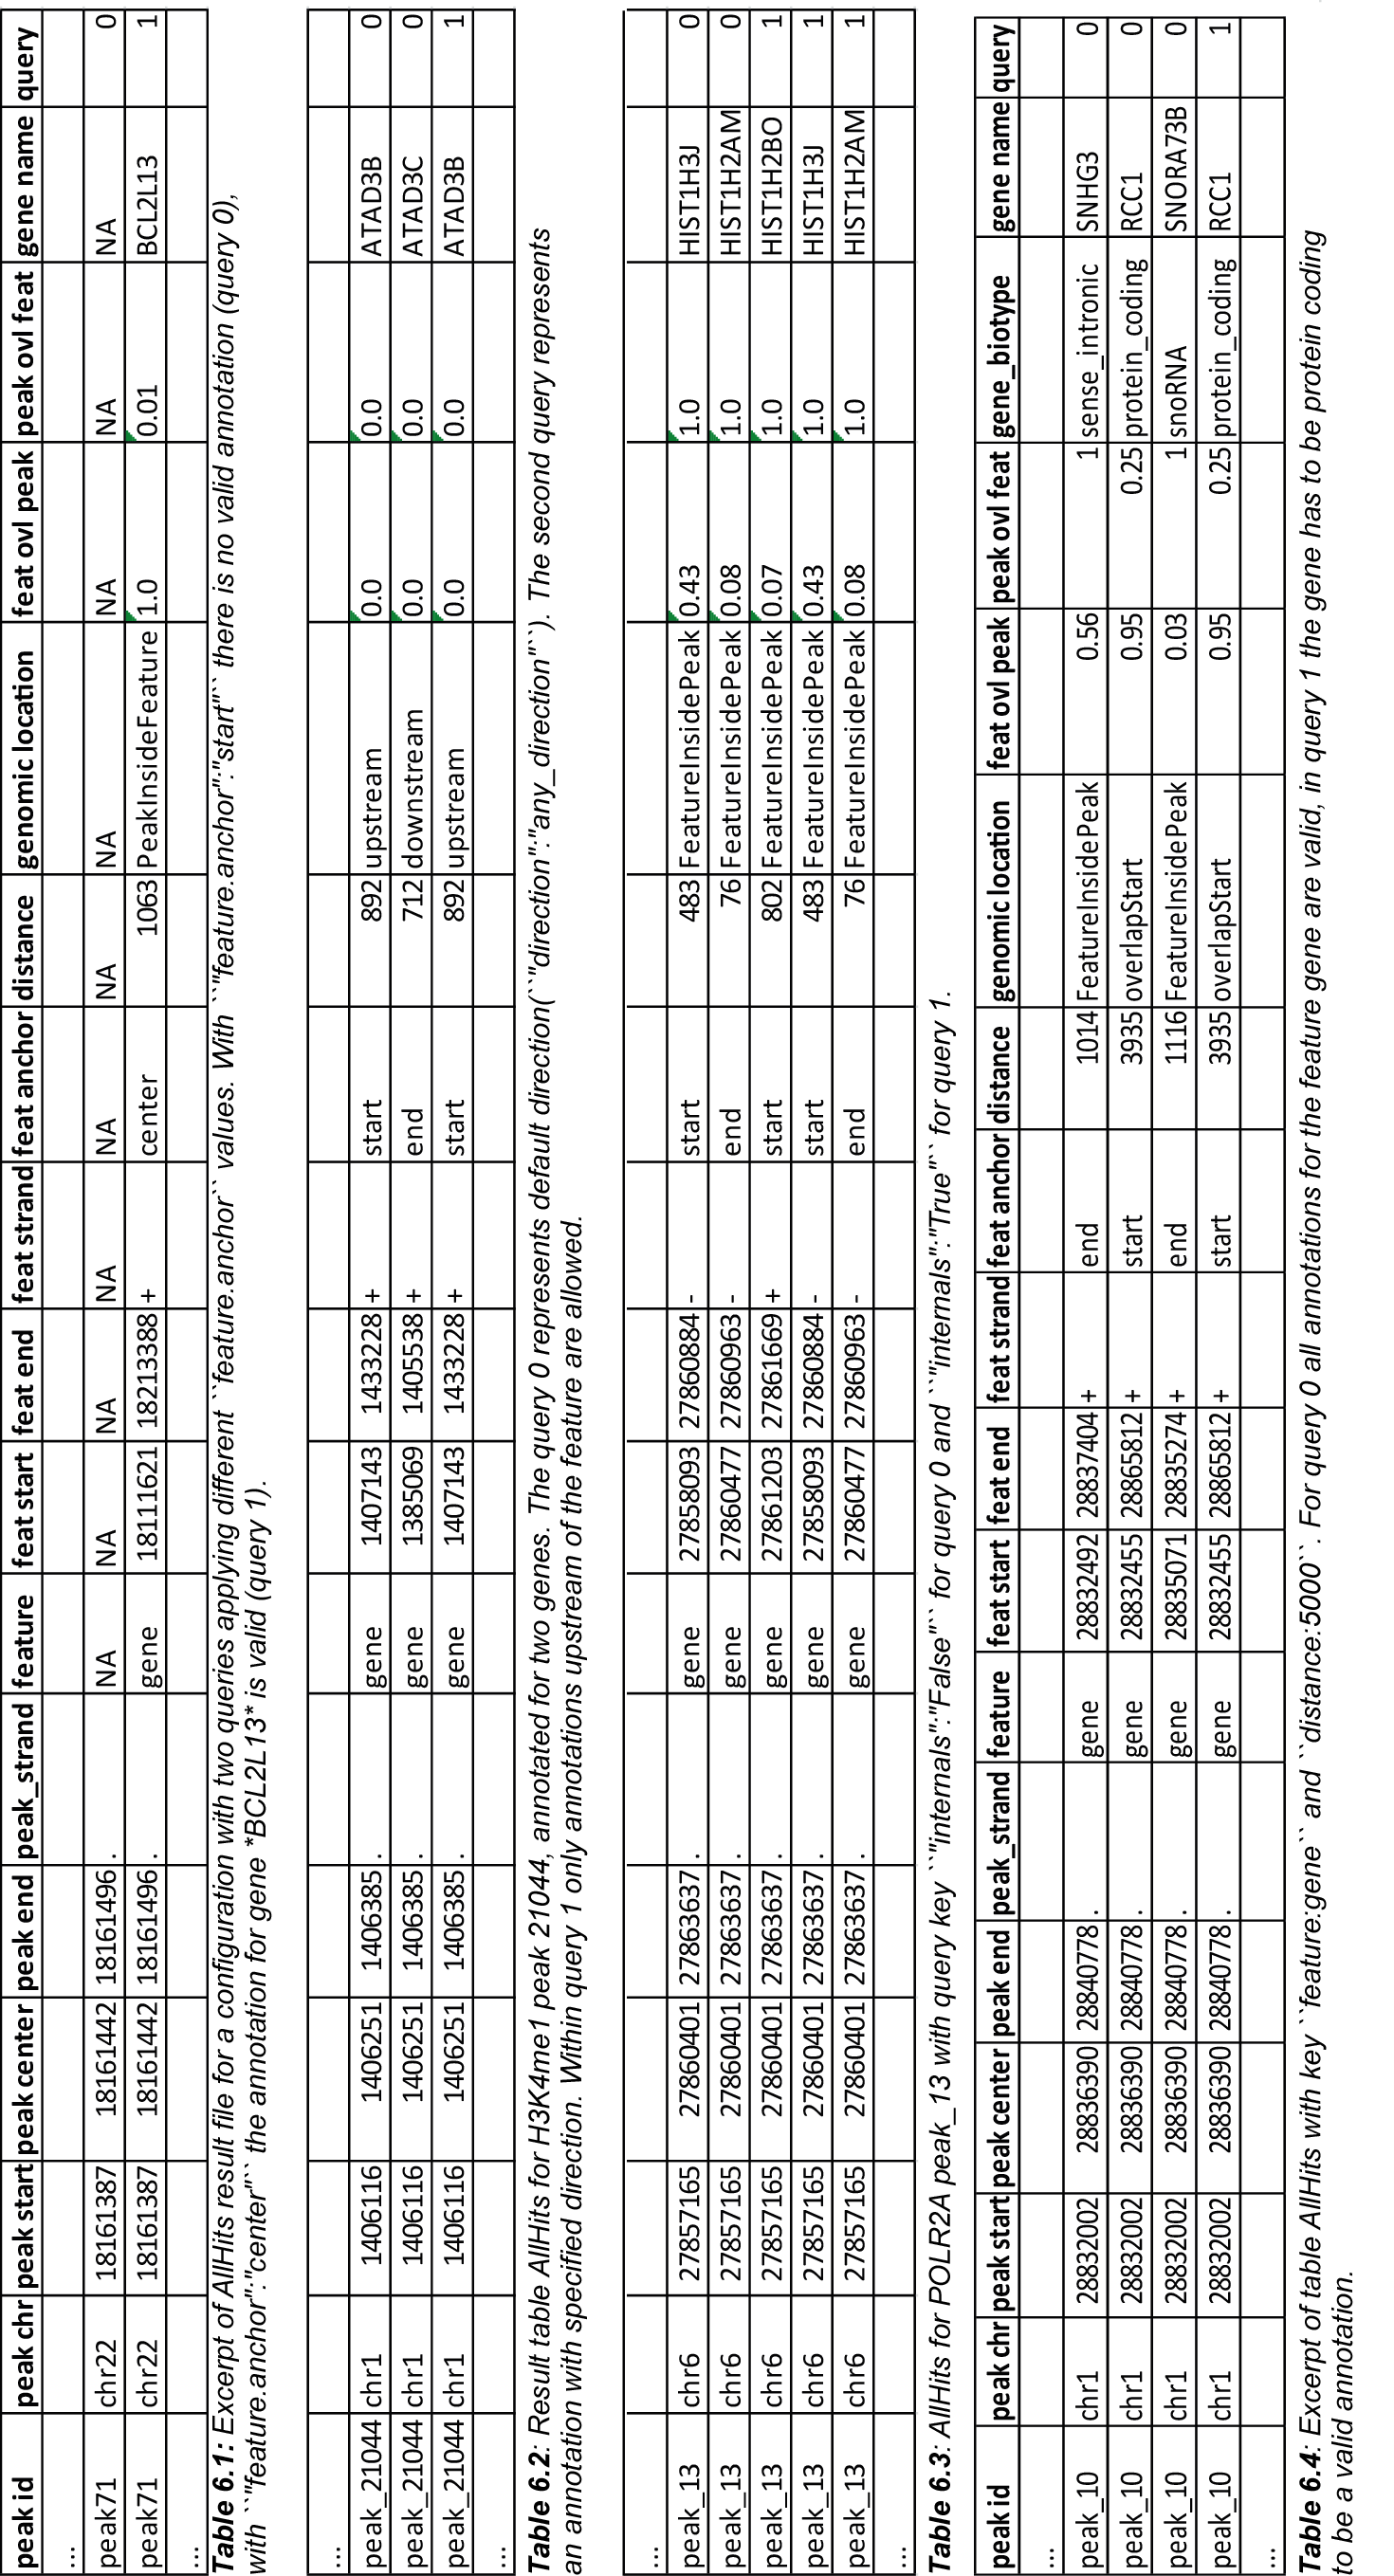 peak id peak chr peak start peak center peak end peak_strand feature feat start feat end feat strand feat anchor distance genomic location feat ovl peak peak ovl feat gene name query
...
peak71 chr22 18161387 18161442 18161496 . NA NA NA NA NA NA NA NA NA NA 0
peak71 chr22 18161387 18161442 18161496 . gene 18111621 18213388 + center 1063 PeakInsideFeature 1.0 0.01 BCL2L13 1
...
Table 6.1: Excerpt of AllHits result file for a configuration with two queries applying different ``feature.anchor`` values. With ``"feature.anchor":"start"`` there is no valid annotation (query 0),
with ``"feature.anchor":"center"`` the annotation for gene *BCL2L13* is valid (query 1).
...
peak_21044 chr1 1406116 1406251 1406385 . gene 1407143 1433228 + start 892 upstream 0.0 0.0 ATAD3B 0
peak_21044 chr1 1406116 1406251 1406385 . gene 1385069 1405538 + end 712 downstream 0.0 0.0 ATAD3C 0
peak_21044 chr1 1406116 1406251 1406385 . gene 1407143 1433228 + start 892 upstream 0.0 0.0 ATAD3B 1
...
Table 6.2: Result table AllHits for H3K4me1 peak 21044, annotated for two genes. The query 0 represents default direction(``"direction":"any_direction"``). The second query represents
an annotation with specified direction. Within query 1 only annotations upstream of the feature are allowed.
...
peak_13 chr6 27857165 27860401 27863637 . gene 27858093 27860884 - start 483 FeatureInsidePeak 0.43 1.0 HIST1H3J 0
peak_13 chr6 27857165 27860401 27863637 . gene 27860477 27860963 - end 76 FeatureInsidePeak 0.08 1.0 HIST1H2AM 0
peak_13 chr6 27857165 27860401 27863637 . gene 27861203 27861669 + start 802 FeatureInsidePeak 0.07 1.0 HIST1H2BO 1
peak_13 chr6 27857165 27860401 27863637 . gene 27858093 27860884 - start 483 FeatureInsidePeak 0.43 1.0 HIST1H3J 1
peak_13 chr6 27857165 27860401 27863637 . gene 27860477 27860963 - end 76 FeatureInsidePeak 0.08 1.0 HIST1H2AM 1
...
Table 6.3: AllHits for POLR2A peak_13 with query key ``"internals":"False"`` for query 0 and ``"internals":"True"`` for query 1.
peak id peak chr peak start peak center peak end peak_strand feature feat start feat end feat strand feat anchor distance genomic location feat ovl peak peak ovl feat gene_biotype gene name query
...
peak_10 chr1 28832002 28836390 28840778 . gene 28832492 28837404 + end 1014 FeatureInsidePeak 0.56 1 sense_intronic SNHG3 0
peak_10 chr1 28832002 28836390 28840778 . gene 28832455 28865812 + start 3935 overlapStart 0.95 0.25 protein_coding RCC1 0
peak_10 chr1 28832002 28836390 28840778 . gene 28835071 28835274 + end 1116 FeatureInsidePeak 0.03 1 snoRNA SNORA73B 0
peak_10 chr1 28832002 28836390 28840778 . gene 28832455 28865812 + start 3935 overlapStart 0.95 0.25 protein_coding RCC1 1
...
Table 6.4: Excerpt of table AllHits with key ``feature:gene`` and ``distance:5000``. For query 0 all annotations for the feature gene are valid, in query 1 the gene has to be protein coding
to be a valid annotation.